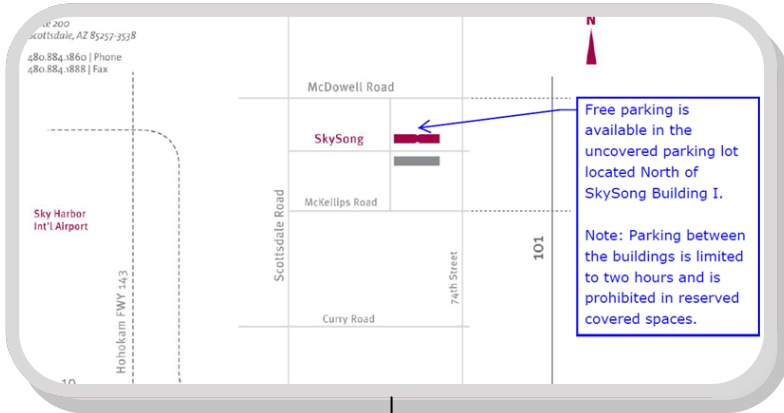 Scottsdale, AZ 85257-3538
480.884.1860 | Phone
480.884.1888 | Fax
N
McDowell Road
SkySong
McKellips Road
Scottsdale Road
74th Street
101
Curry Road
Sky Harbor
Int'l Airport
Hohokam FWY 143
Free parking is
available in the
uncovered parking lot
located North of
SkySong Building I.
Note: Parking between
the buildings is limited
to two hours and is
prohibited in reserved
covered spaces.